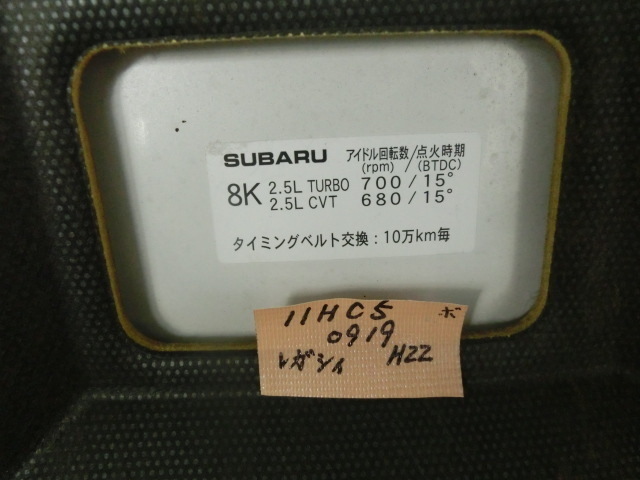 SUBARU アイドル回転数/点火時期
(rpm) (BTDC)
8K 2.5L TURBO 700/15°
2.5L CVT 680/15°
タイミングベルト交換:10万km毎
11HC5 ボ
0919
レガシィ H22